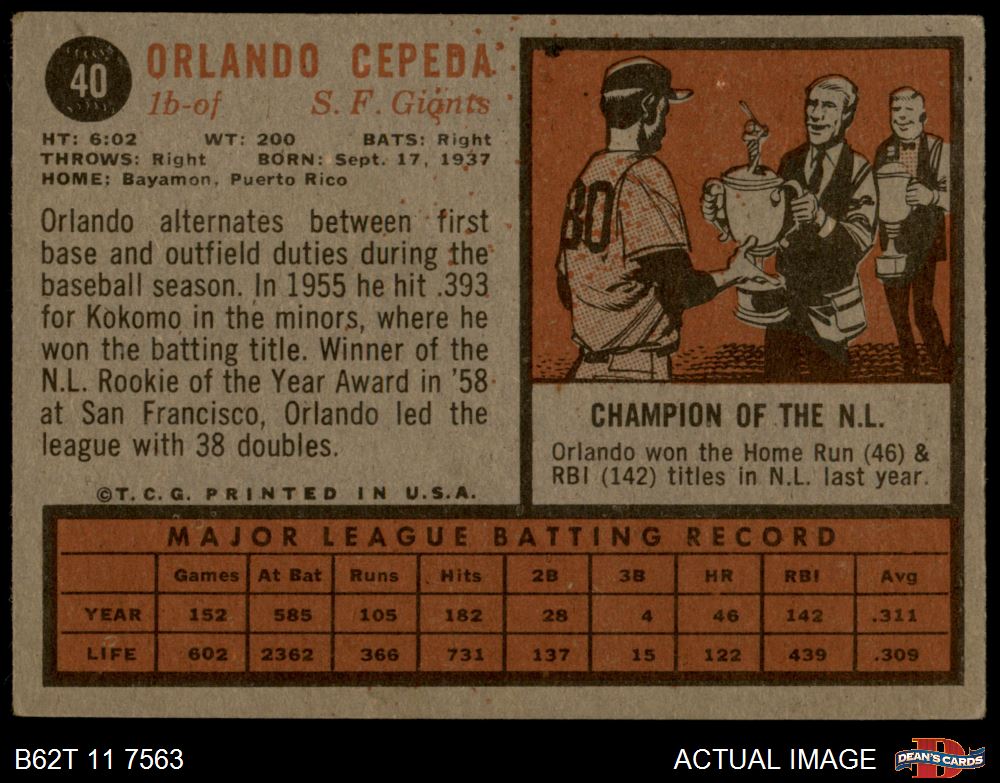 40
ORLANDO CEPEDA
1b-of S. F. Giants
HT: 6:02 WT: 200 BATS: Right
THROWS: Right BORN: Sept. 17, 1937
HOME: Bayamon, Puerto Rico
Orlando alternates between first
base and outfield duties during the
baseball season. In 1955 he hit .393
for Kokomo in the minors, where he
won the batting title. Winner of the
N.L. Rookie of the Year Award in '58
at San Francisco, Orlando led the
league with 38 doubles.
©T.C.G. PRINTED IN U.S.A.
30
CHAMPION OF THE N.L.
Orlando won the Home Run (46) &
RBI (142) titles in N.L. last year.
MAJOR LEAGUE BATTING RECORD
Games At Bat Runs Hits 2B 3B HR RBI Avg
YEAR 152 585 105 182 28 4 46 142 .311
LIFE 602 2362 366 731 137 15 122 439 .309
B62T 11 7563
ACTUAL IMAGE
D
DEAN'S CARDS